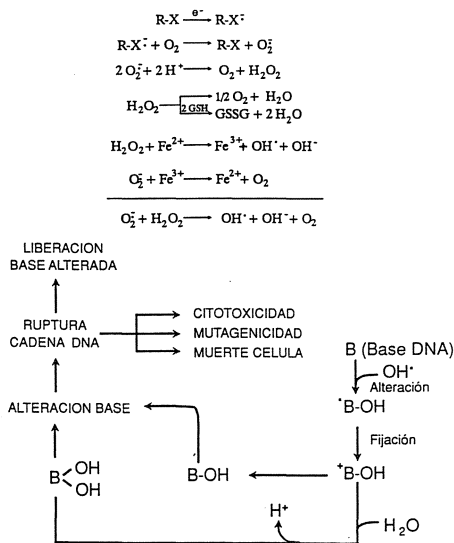 R-X e⁻ → R-X∸
R-X∸ + O₂ → R-X + O₂∸
2 O₂∸ + 2 H⁺ → O₂ + H₂O₂
H₂O₂ 2 GSH → 1/2 O₂ + H₂O
GSSG + 2 H₂O
H₂O₂ + Fe²⁺ → Fe³⁺ + OH• + OH⁻
O₂∸ + Fe³⁺ → Fe²⁺ + O₂
O₂∸ + H₂O₂ → OH• + OH⁻ + O₂
LIBERACION
BASE ALTERADA
RUPTURA
CADENA DNA
CITOTOXICIDAD
MUTAGENICIDAD
MUERTE CELULA
B (Base DNA)
OH•
Alteración
•B-OH
Fijación
⁺B-OH
B-OH
ALTERACION BASE
B OH
OH
H⁺
H₂O